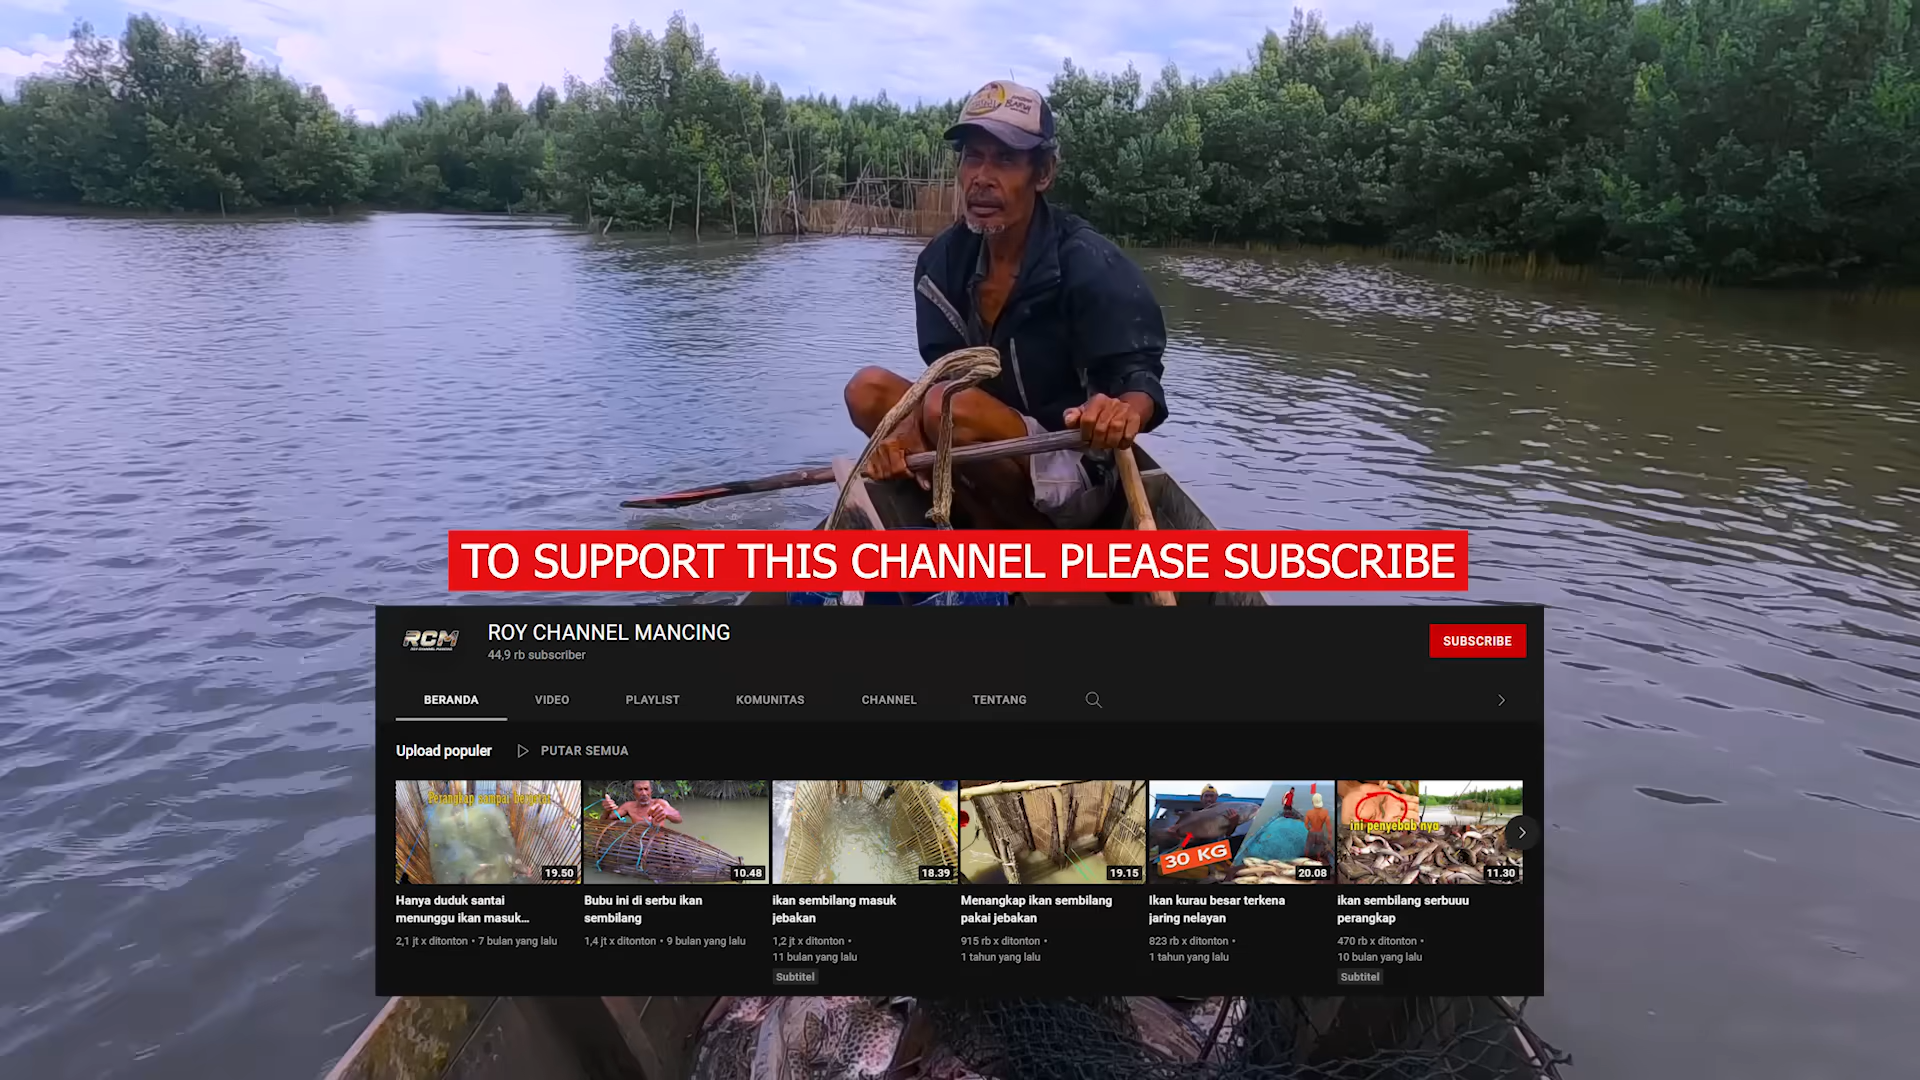 TO SUPPORT THIS CHANNEL PLEASE SUBSCRIBE
RCM
ROY CHANNEL MANCING
ROY CHANNEL MANCING
44,9 rb subscriber
SUBSCRIBE
BERANDA VIDEO PLAYLIST KOMUNITAS CHANNEL TENTANG
Upload populer PUTAR SEMUA
Perangkap sampai bergetar
19.50
10.48
18.39
19.15
30 KG
20.08
ini penyebab nya
11.30
Hanya duduk santai
menunggu ikan masuk...
2,1 jt x ditonton • 7 bulan yang lalu
Bubu ini di serbu ikan
sembilang
1,4 jt x ditonton • 9 bulan yang lalu
ikan sembilang masuk
jebakan
1,2 jt x ditonton •
11 bulan yang lalu
Subtitel
Menangkap ikan sembilang
pakai jebakan
915 rb x ditonton •
1 tahun yang lalu
Ikan kurau besar terkena
jaring nelayan
823 rb x ditonton •
1 tahun yang lalu
ikan sembilang serbuuu
perangkap
470 rb x ditonton •
10 bulan yang lalu
Subtitel